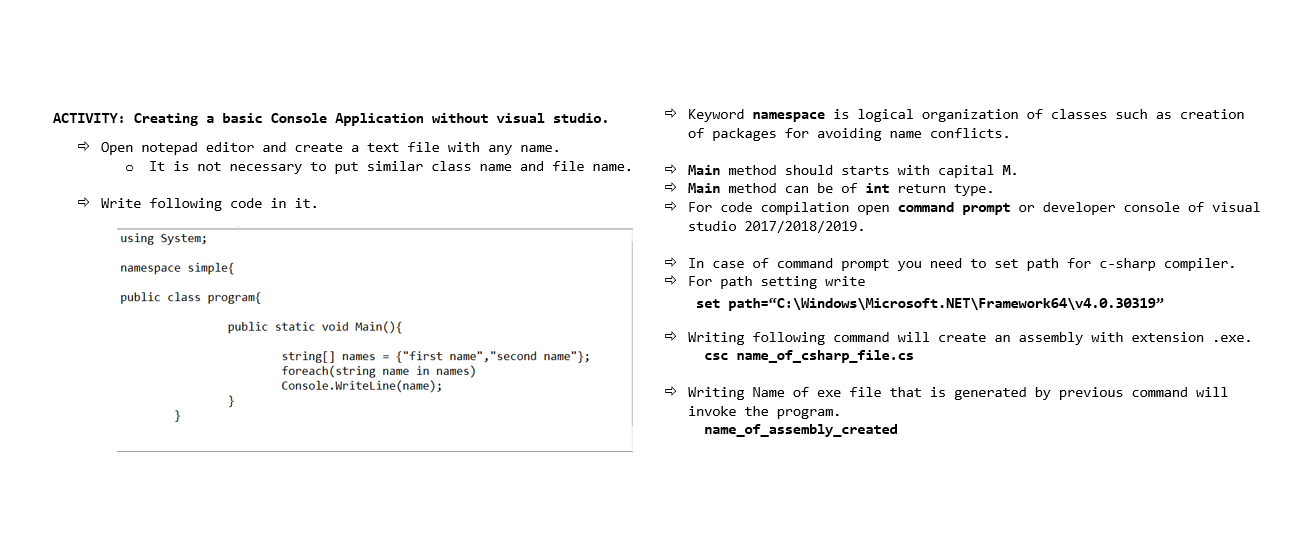 ACTIVITY: Creating a basic Console Application without visual studio.
⇨ Open notepad editor and create a text file with any name.
o It is not necessary to put similar class name and file name.
⇨ Write following code in it.
using System;
namespace simple{
public class program{
public static void Main(){
string[] names = {"first name","second name"};
foreach(string name in names)
Console.WriteLine(name);
}
}
⇨ Keyword namespace is logical organization of classes such as creation
of packages for avoiding name conflicts.
⇨ Main method should starts with capital M.
⇨ Main method can be of int return type.
⇨ For code compilation open command prompt or developer console of visual
studio 2017/2018/2019.
⇨ In case of command prompt you need to set path for c-sharp compiler.
⇨ For path setting write
set path=“C:\Windows\Microsoft.NET\Framework64\v4.0.30319”
⇨ Writing following command will create an assembly with extension .exe.
csc name_of_csharp_file.cs
⇨ Writing Name of exe file that is generated by previous command will
invoke the program.
name_of_assembly_created